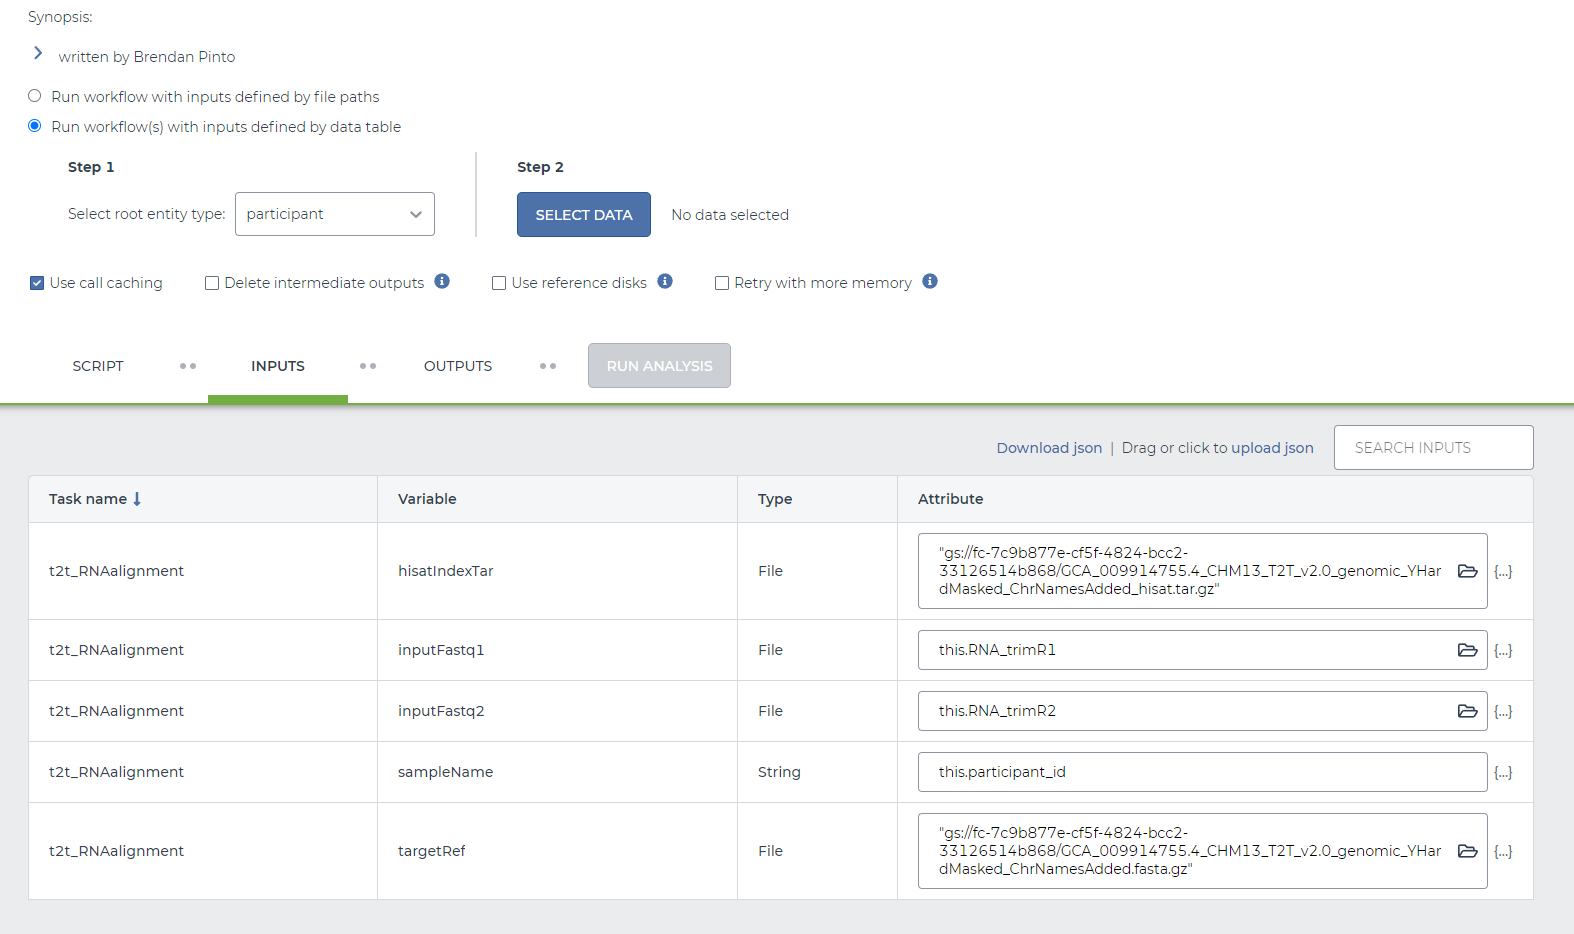 Synopsis:
written by Brendan Pinto
Run workflow with inputs defined by file paths
Run workflow(s) with inputs defined by data table
Step 1
Select root entity type: participant
Step 2
SELECT DATA No data selected
Use call caching Delete intermediate outputs Use reference disks Retry with more memory
SCRIPT INPUTS OUTPUTS RUN ANALYSIS
Download json | Drag or click to upload json SEARCH INPUTS
Task name Variable Type Attribute
t2t_RNAalignment hisatIndexTar File
"gs://fc-7c9b877e-cf5f-4824-bcc2-
33126514b868/GCA_009914755.4_CHM13_T2T_v2.0_genomic_YHar
dMasked_ChrNamesAdded_hisat.tar.gz"
{...}
t2t_RNAalignment inputFastq1 File this.RNA_trimR1 {...}
t2t_RNAalignment inputFastq2 File this.RNA_trimR2 {...}
t2t_RNAalignment sampleName String this.participant_id {...}
t2t_RNAalignment targetRef File
"gs://fc-7c9b877e-cf5f-4824-bcc2-
33126514b868/GCA_009914755.4_CHM13_T2T_v2.0_genomic_YHar
dMasked_ChrNamesAdded.fasta.gz"
{...}